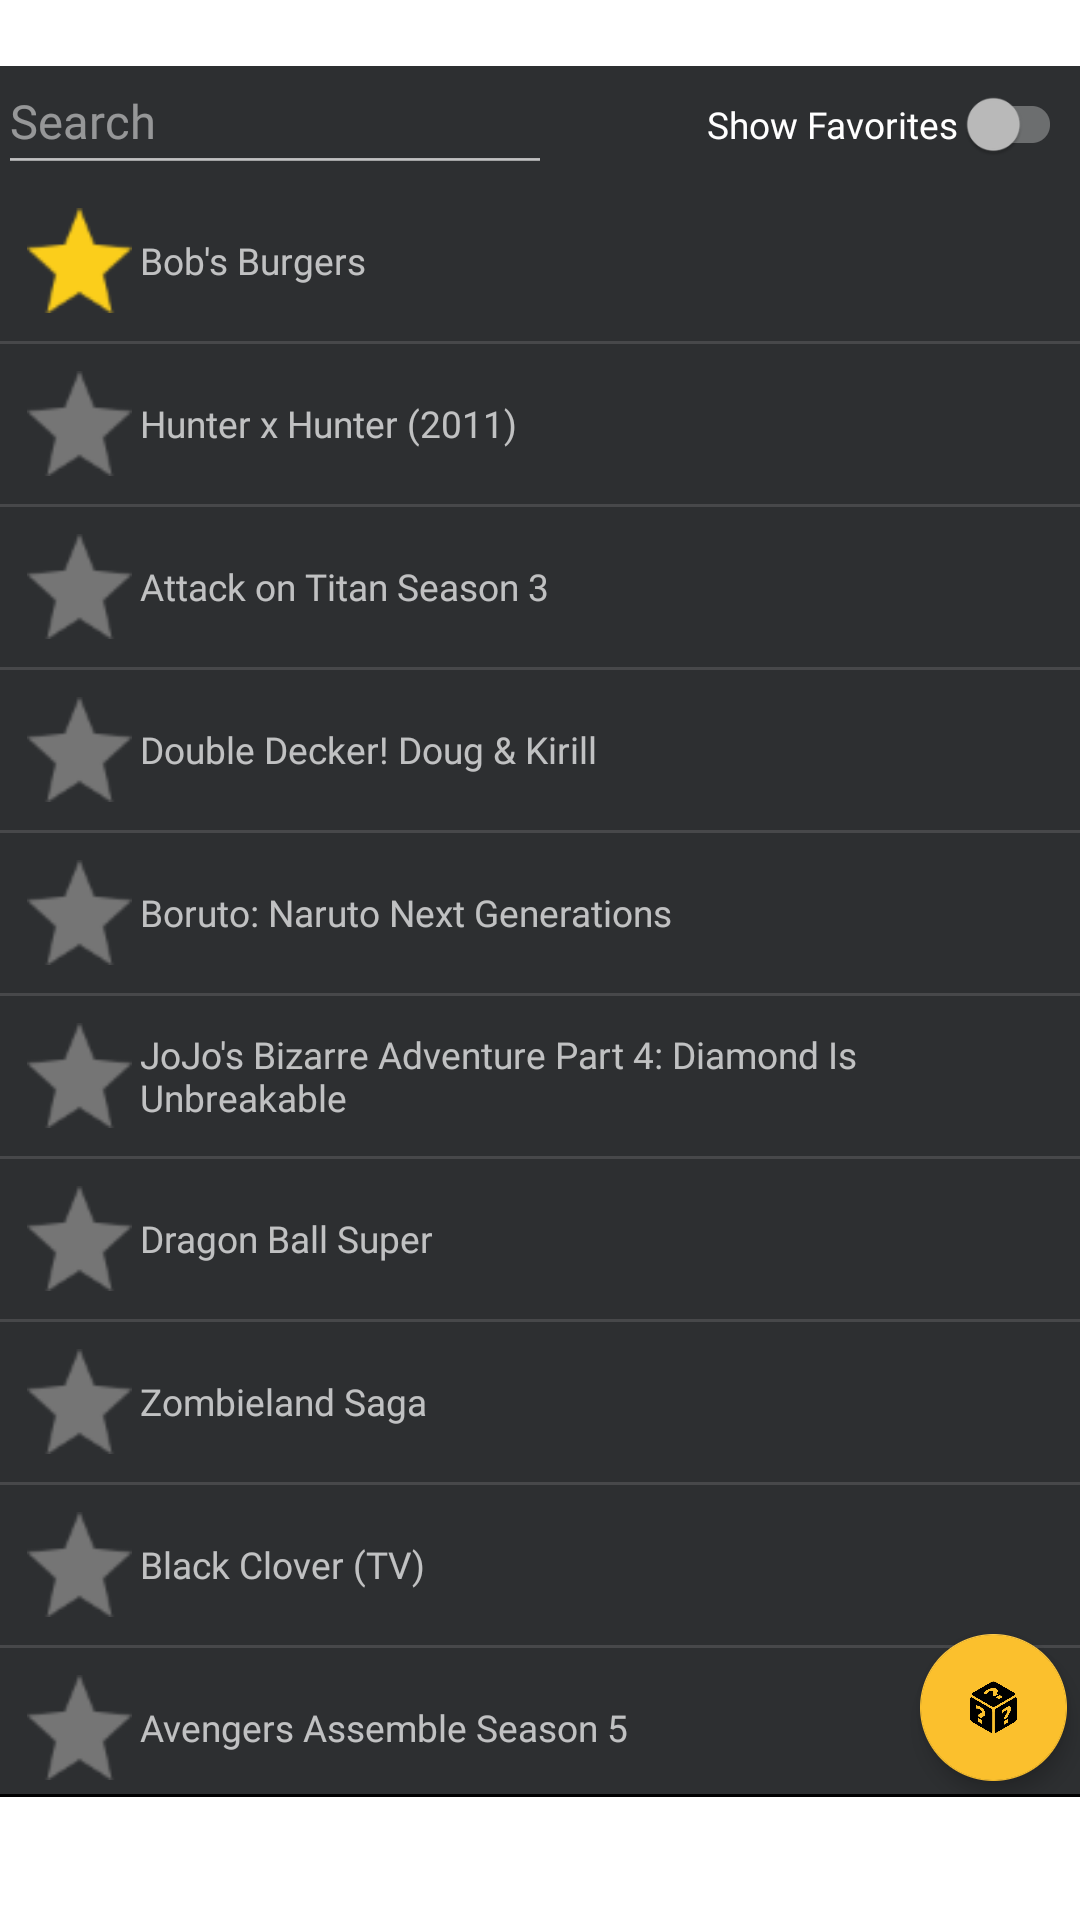 Search
Show Favorites
Bob's Burgers
Hunter x Hunter (2011)
Attack on Titan Season 3
Double Decker! Doug & Kirill
Boruto: Naruto Next Generations
JoJo's Bizarre Adventure Part 4: Diamond Is
Unbreakable
Dragon Ball Super
Zombieland Saga
Black Clover (TV)
Avengers Assemble Season 5